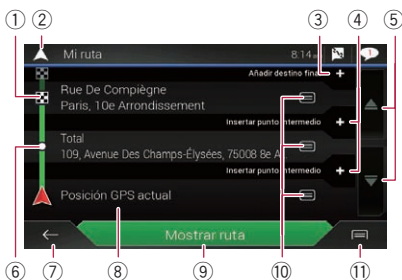 ① ② ③ ④ ⑤
Mi ruta 8:14 1
Añadir destino final +
Rue De Compiègne
Paris, 10e Arrondissement
Insertar punto intermedio +
Total
109, Avenue Des Champs-Élysées, 75008 8e A...
Insertar punto intermedio +
Posición GPS actual
Mostrar ruta
⑥ ⑦ ⑧ ⑨ ⑩ ⑪